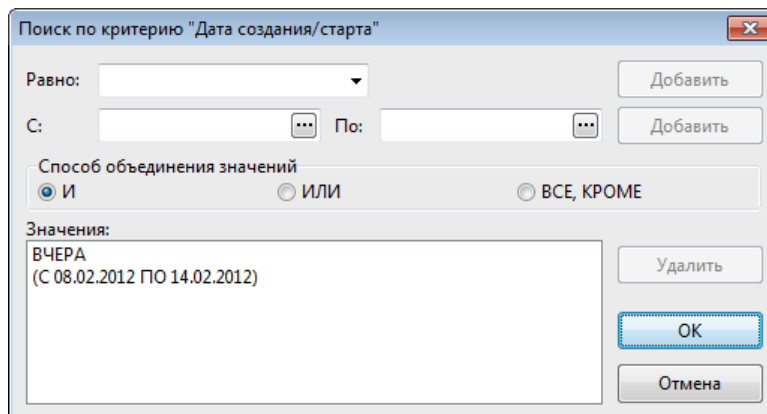 Поиск по критерию "Дата создания/старта"
Равно: Добавить
С: ... По: ... Добавить
Способ объединения значений
И ИЛИ ВСЕ, КРОМЕ
Значения:
ВЧЕРА
(С 08.02.2012 ПО 14.02.2012)
Удалить
ОК
Отмена